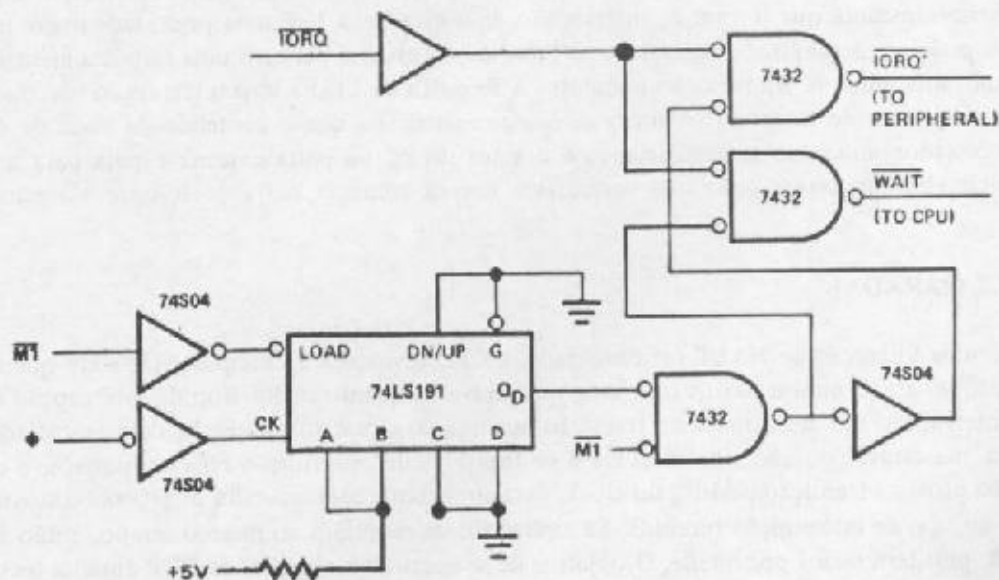 IORQ
7432
IORQ'
(TO
PERIPHERAL)
7432
WAIT
(TO CPU)
74S04
M1
LOAD
DN/UP
G
74LS191
QD
CK
A
B
C
D
74S04
7432
M1
74S04
+5V